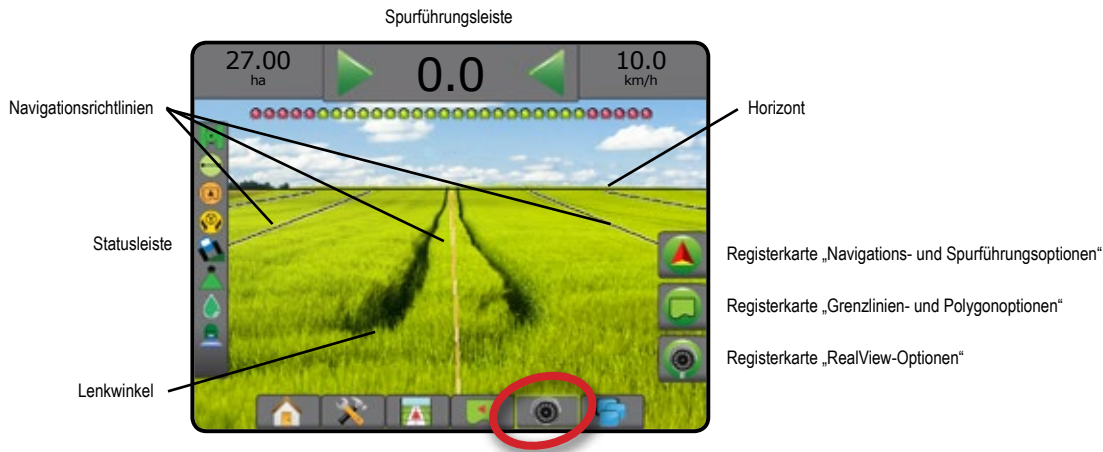 Spurführungsleiste
27.00
ha
0.0
10.0
km/h
Navigationsrichtlinien
Horizont
Statusleiste
Registerkarte „Navigations- und Spurführungsoptionen“
Registerkarte „Grenzlinien- und Polygonoptionen“
Registerkarte „RealView-Optionen“
Lenkwinkel